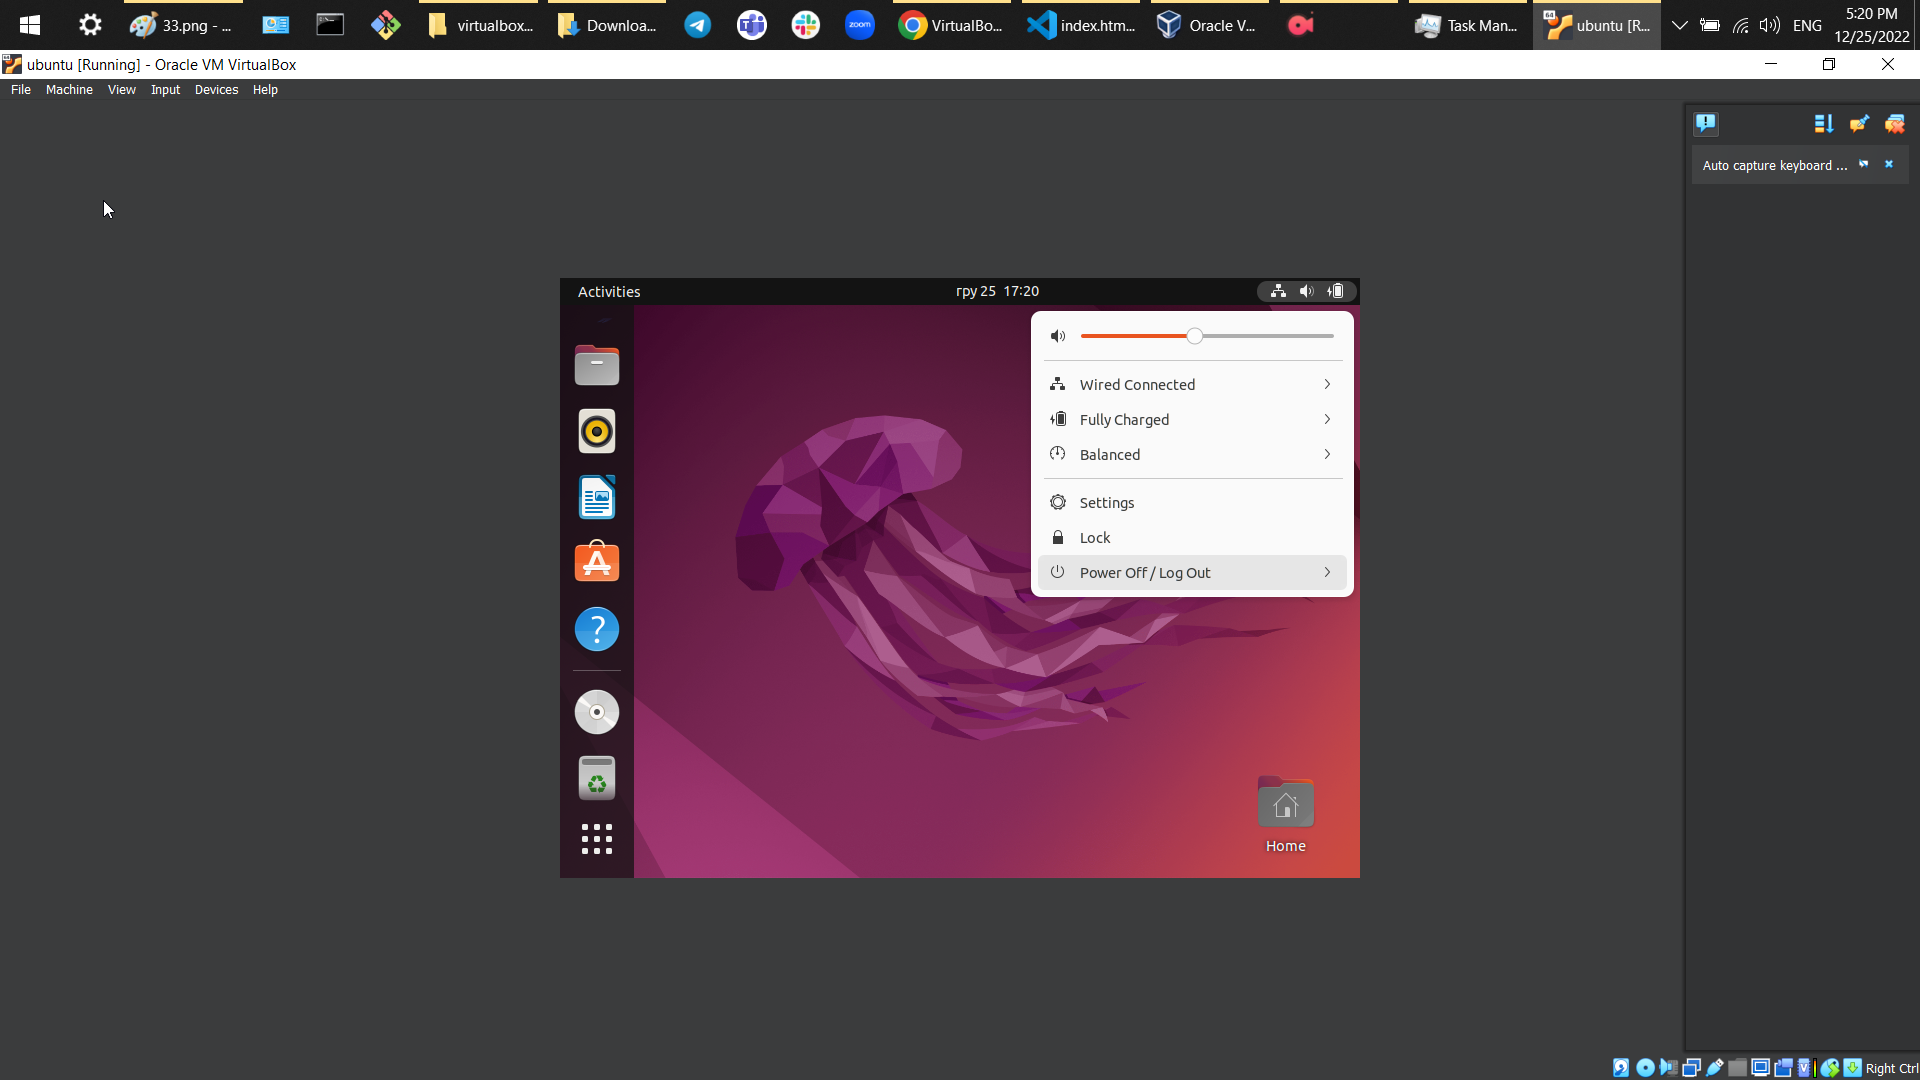 33.png - ...
virtualbox...
Downloa...
zoom
VirtualBo...
index.htm...
Oracle V...
Task Man...
64
ubuntu [R...
ENG
5:20 PM
12/25/2022
ubuntu [Running] - Oracle VM VirtualBox
File Machine View Input Devices Help
Auto capture keyboard ...
Activities
гру 25 17:20
Wired Connected
Fully Charged
Balanced
Settings
Lock
Power Off / Log Out
Home
Right Ctrl